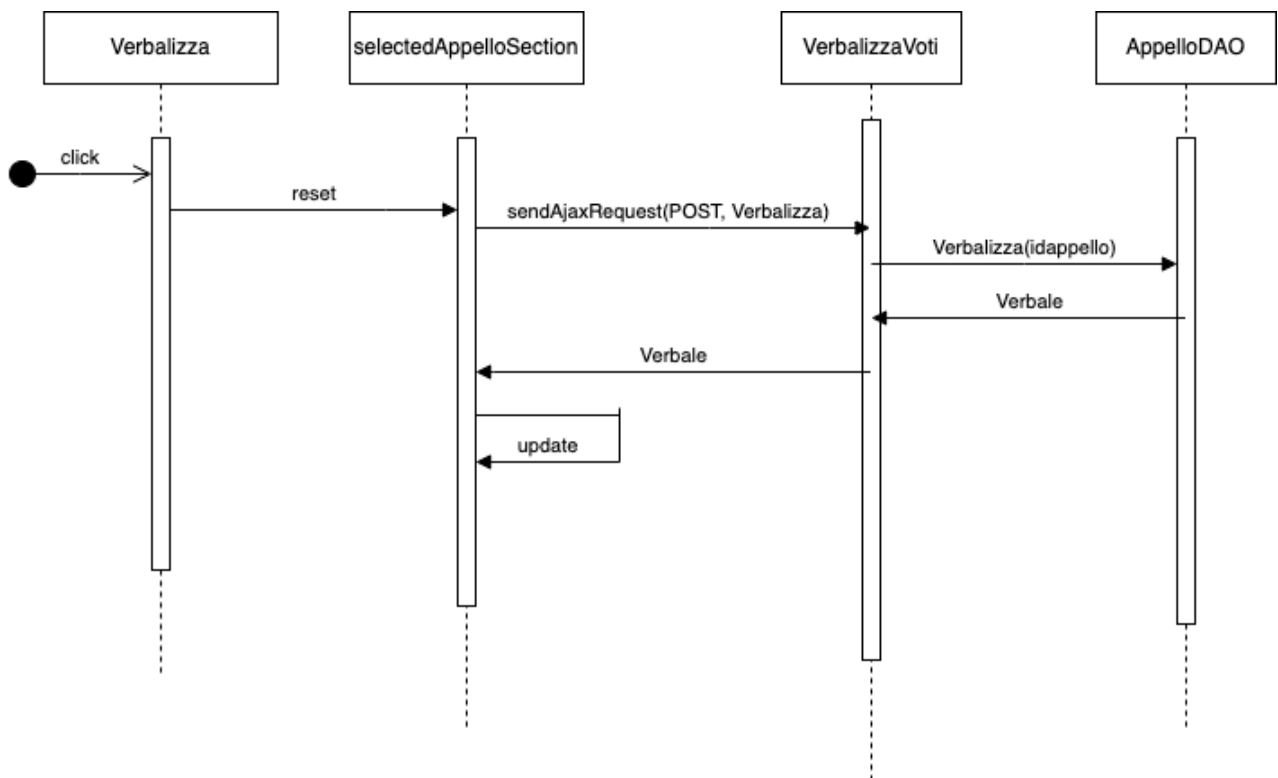 Verbalizza
selectedAppelloSection
VerbalizzaVoti
AppelloDAO
click
reset
sendAjaxRequest(POST, Verbalizza)
Verbalizza(idappello)
Verbale
Verbale
update